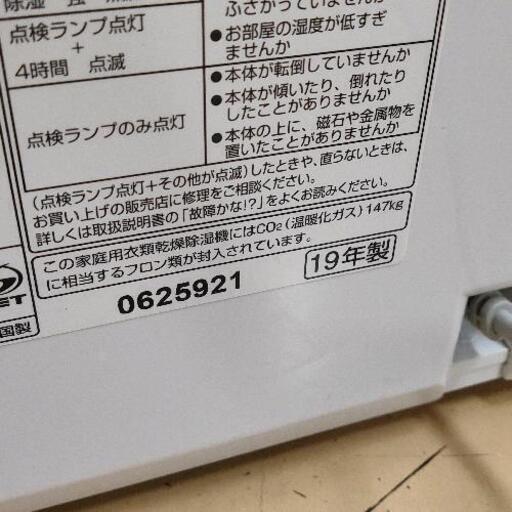 除湿 強
ふさがっていませんか
点検ランプ点灯
+
4時間 点滅
●お部屋の湿度が低すぎ
ませんか
点検ランプのみ点灯
●本体が転倒していませんか
●本体が傾いたり、倒れたり
したことがありませんか
●本体の上に、磁石や金属物を
置いたことがありませんか
(点検ランプ点灯+その他が点滅)したときや、直らないときは、
お買い上げの販売店に修理をご相談ください。
詳しくは取扱説明書の「故障かな!?」をよくお読みください。
この家庭用衣類乾燥除湿機にはCO2(温暖化ガス)147kg
に相当するフロン類が封入されています。
19年製
0625921
ET
国製